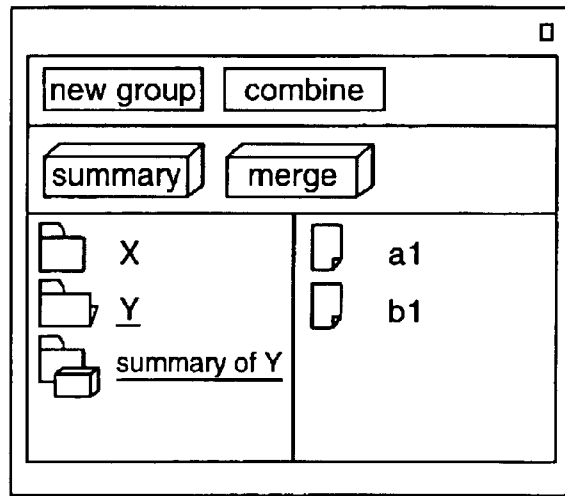 new group combine
summary merge
X a1
Y b1
summary of Y